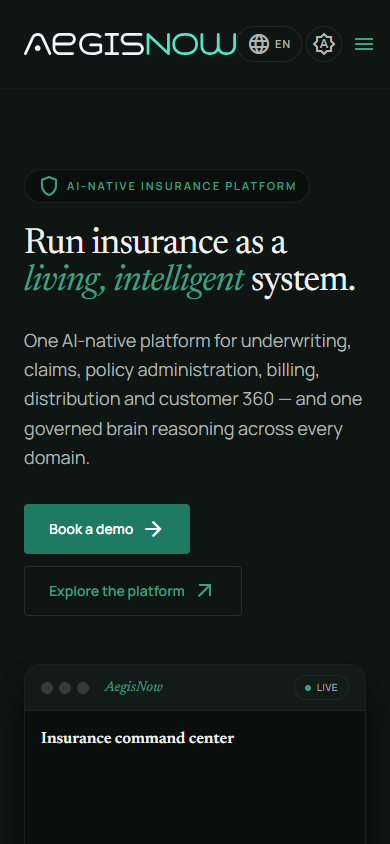 AEGISNOW
EN
A
AI-NATIVE INSURANCE PLATFORM
Run insurance as a
living, intelligent system.
One AI-native platform for underwriting,
claims, policy administration, billing,
distribution and customer 360 — and one
governed brain reasoning across every
domain.
Book a demo
Explore the platform
AegisNow
LIVE
Insurance command center